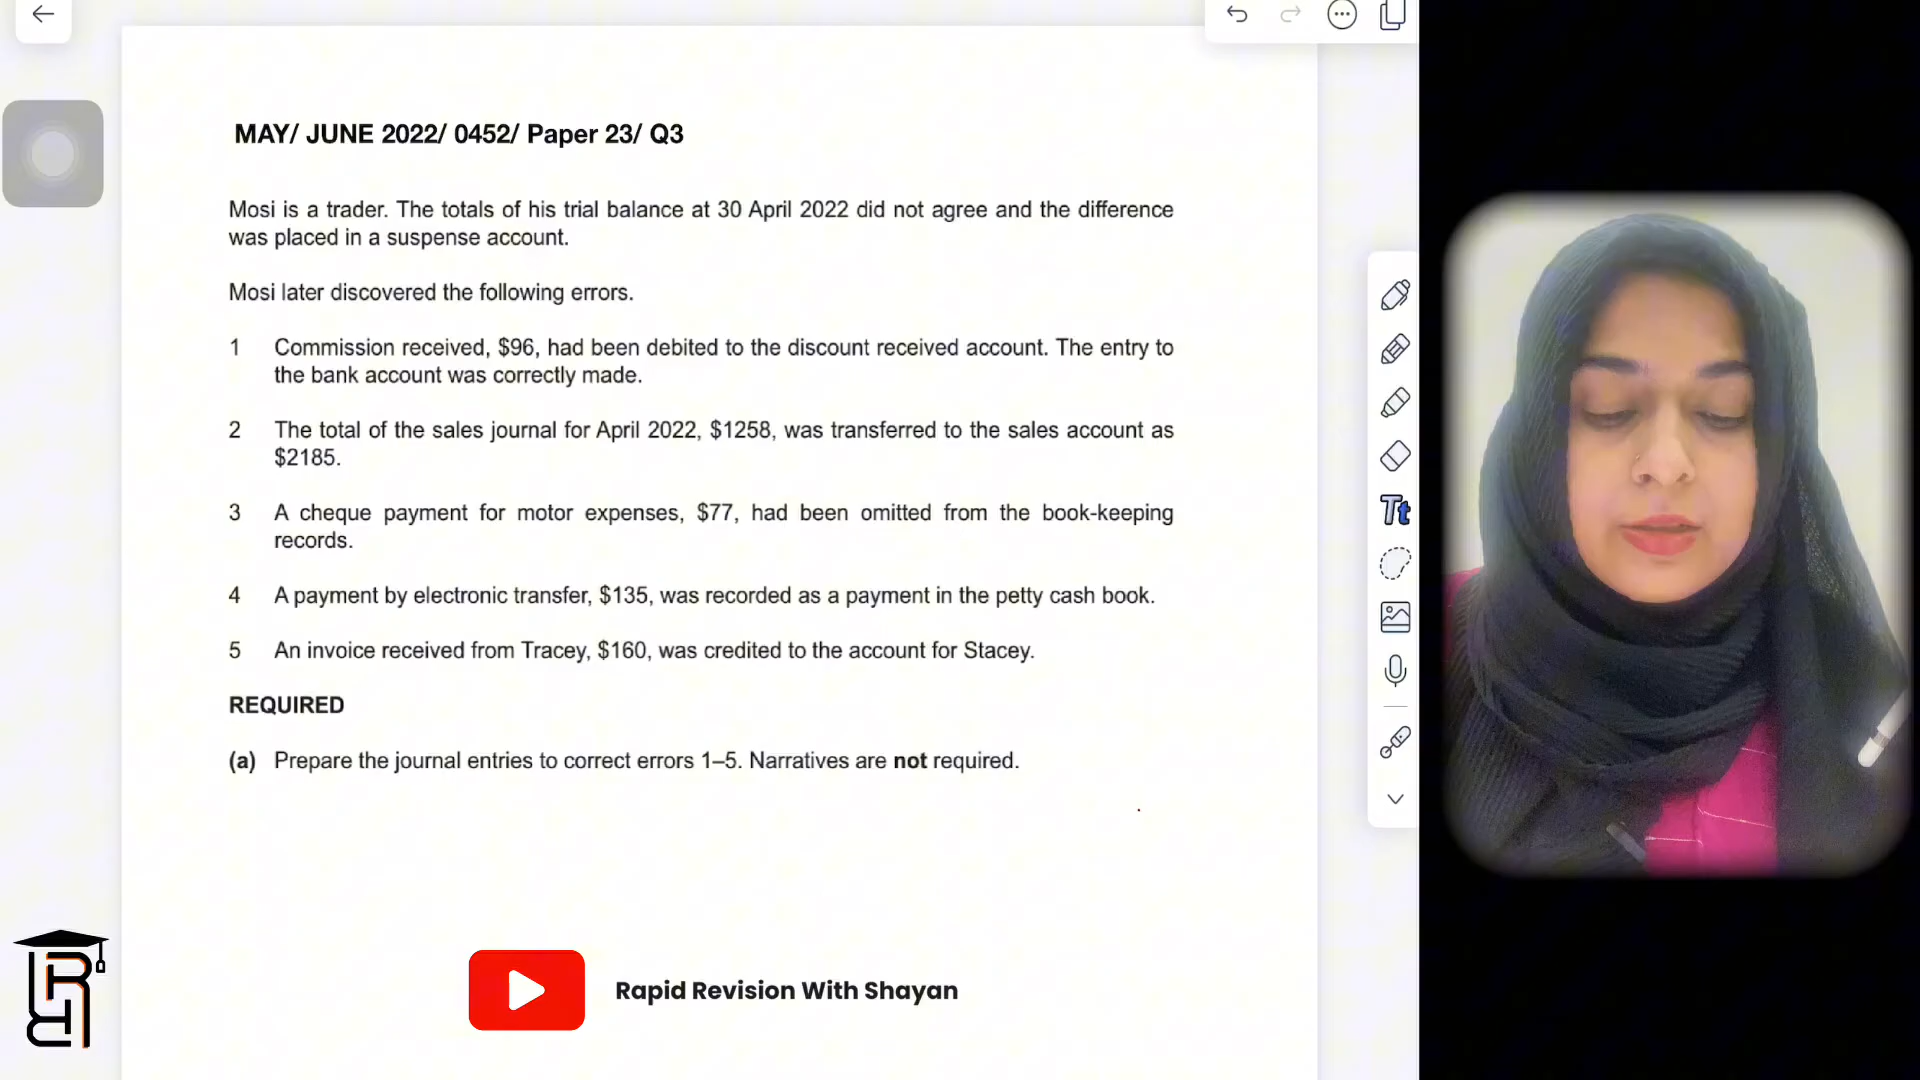 MAY/ JUNE 2022/ 0452/ Paper 23/ Q3
Mosi is a trader. The totals of his trial balance at 30 April 2022 did not agree and the difference
was placed in a suspense account.
Mosi later discovered the following errors.
1 Commission received, $96, had been debited to the discount received account. The entry to
the bank account was correctly made.
2 The total of the sales journal for April 2022, $1258, was transferred to the sales account as
$2185.
3 A cheque payment for motor expenses, $77, had been omitted from the book-keeping
records.
4 A payment by electronic transfer, $135, was recorded as a payment in the petty cash book.
5 An invoice received from Tracey, $160, was credited to the account for Stacey.
REQUIRED
(a) Prepare the journal entries to correct errors 1–5. Narratives are not required.
Tt
Rapid Revision With Shayan